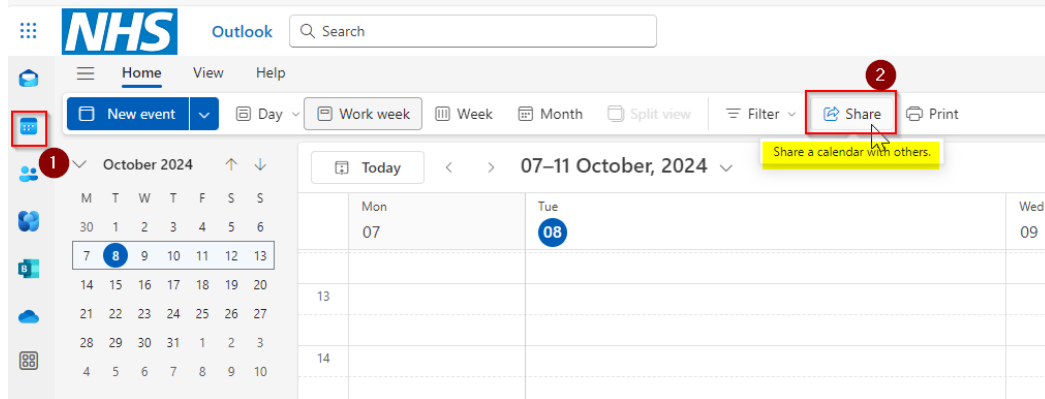 NHS Outlook Search
Home View Help
2
New event Day Work week Week Month Split view Filter Share Print
Share a calendar with others.
1
October 2024
M T W T F S S
30 1 2 3 4 5 6
7 8 9 10 11 12 13
14 15 16 17 18 19 20
21 22 23 24 25 26 27
28 29 30 31 1 2 3
4 5 6 7 8 9 10
Today 07–11 October, 2024
Mon Tue Wed
07 08 09
13
14
B